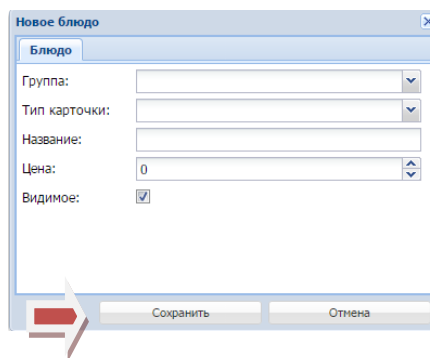 Новое блюдо
Блюдо
Группа:
Тип карточки:
Название:
Цена: 0
Видимое:
Сохранить Отмена